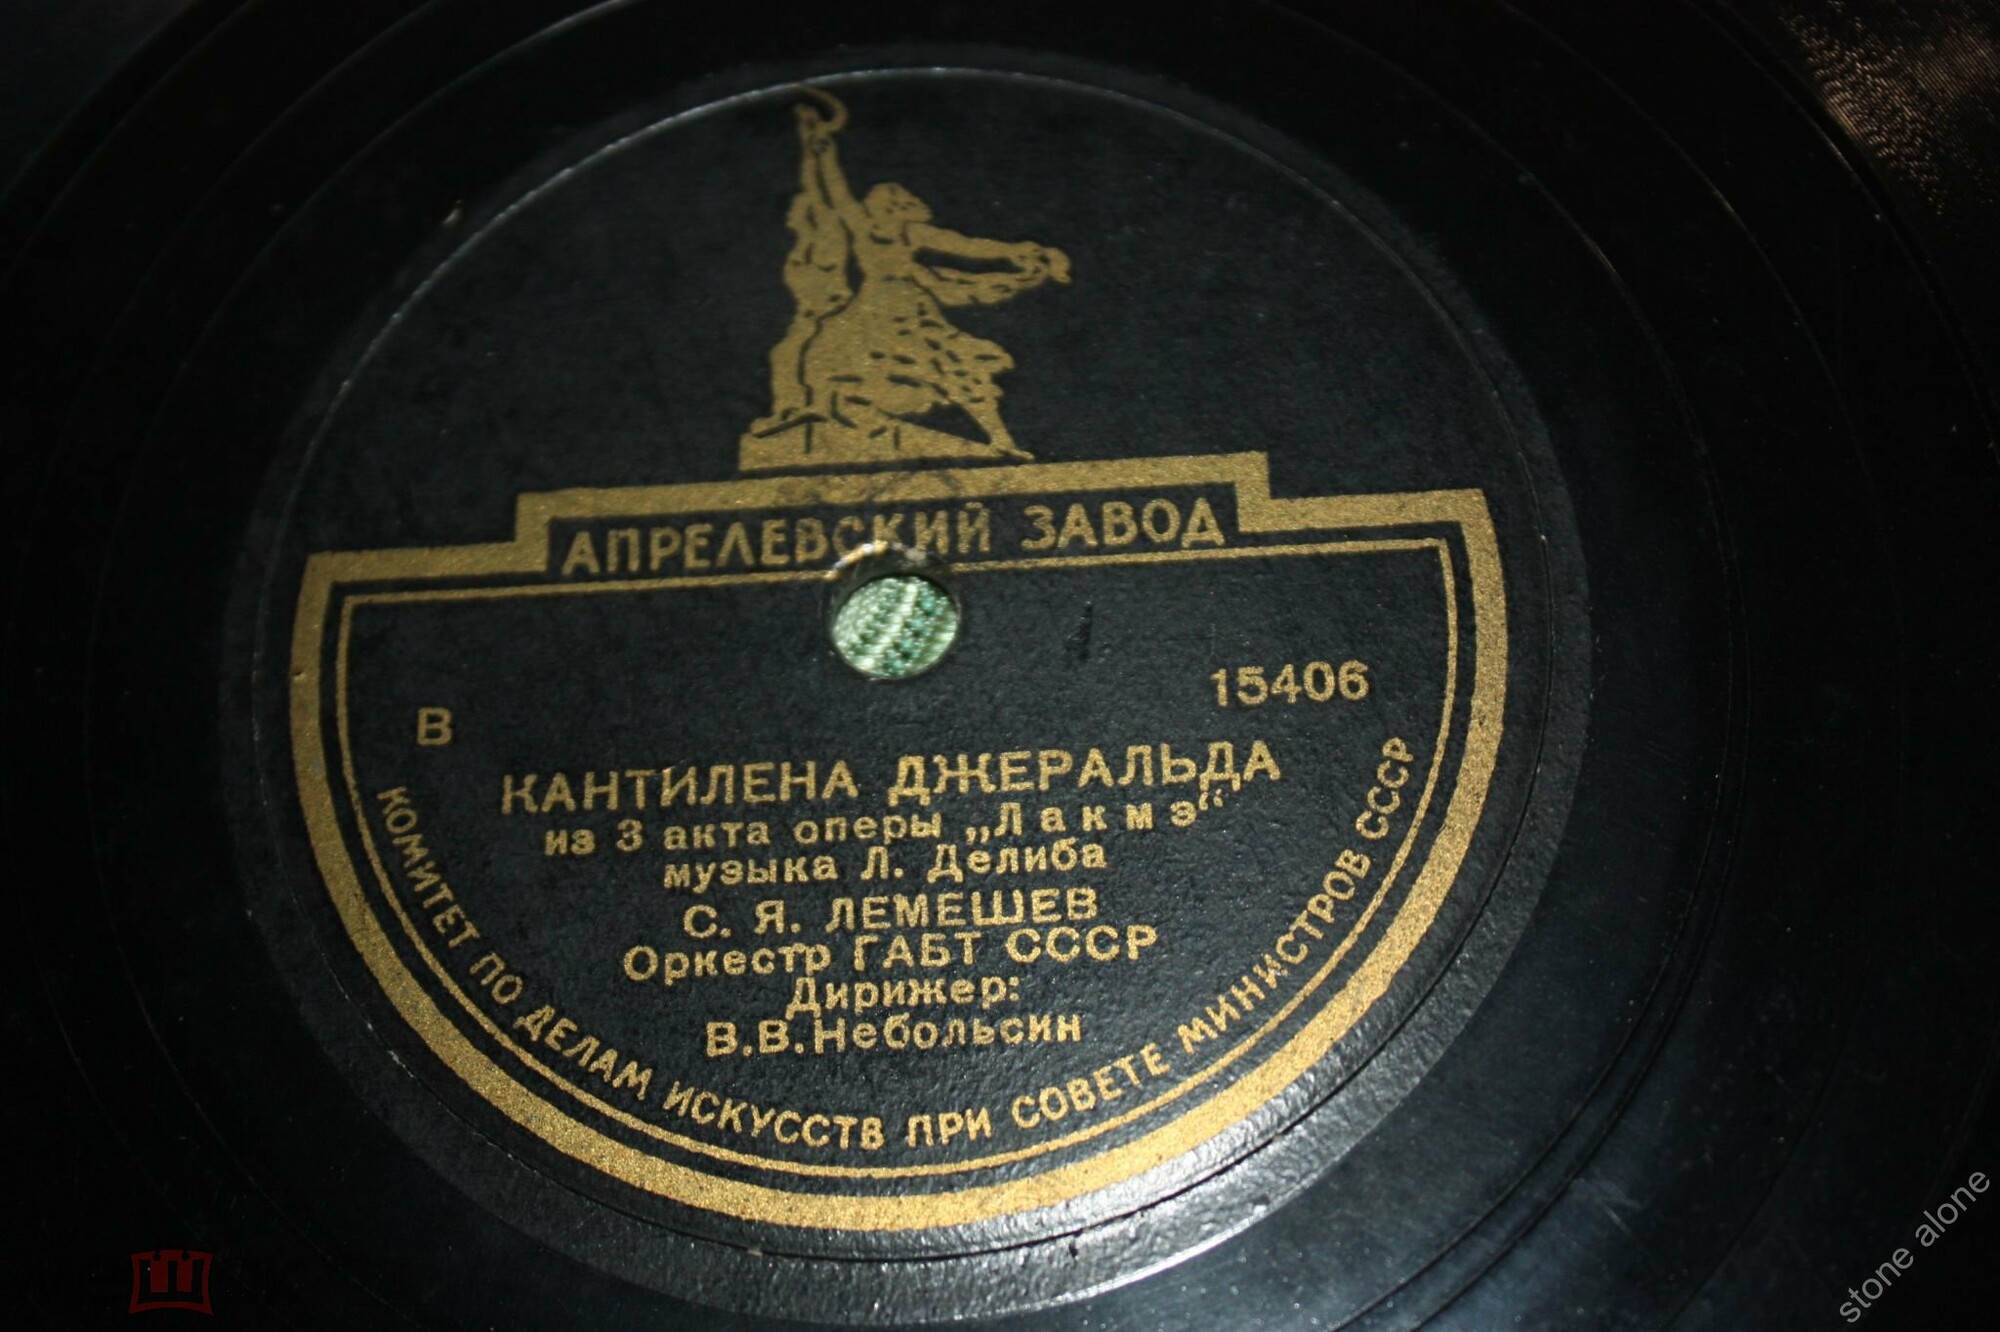 АПРЕЛЕВСКИЙ ЗАВОД
В 15406
КАНТИЛЕНА ДЖЕРАЛЬДА
из 3 акта оперы „Лакмэ“
музыка Л. Делиба
С. Я. ЛЕМЕШЕВ
Оркестр ГАБТ СССР
Дирижер:
В.В.Небольсин
КОМИТЕТ ПО ДЕЛАМ ИСКУССТВ ПРИ СОВЕТЕ МИНИСТРОВ СССР
stone alone